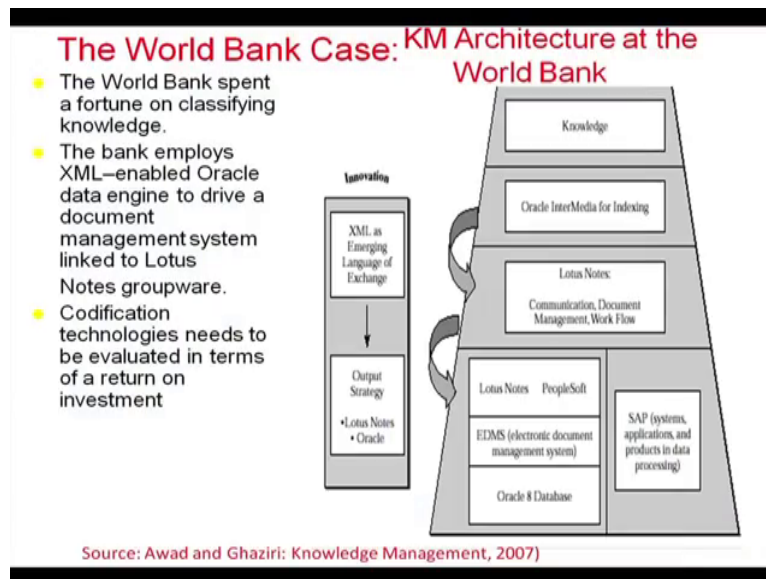 The World Bank Case:
KM Architecture at the
World Bank
The World Bank spent
a fortune on classifying
knowledge.
The bank employs
XML–enabled Oracle
data engine to drive a
document
management system
linked to Lotus
Notes groupware.
Codification
technologies needs to
be evaluated in terms
of a return on
investment
Innovation
XML as
Emerging
Language of
Exchange
Output
Strategy
•Lotus Notes
• Oracle
Knowledge
Oracle InterMedia for Indexing
Lotus Notes:
Communication, Document
Management, Work Flow
Lotus Notes PeopleSoft
EDMS (electronic document
management system)
Oracle 8 Database
SAP (systems,
applications, and
products in data
processing)
Source: Awad and Ghaziri: Knowledge Management, 2007)